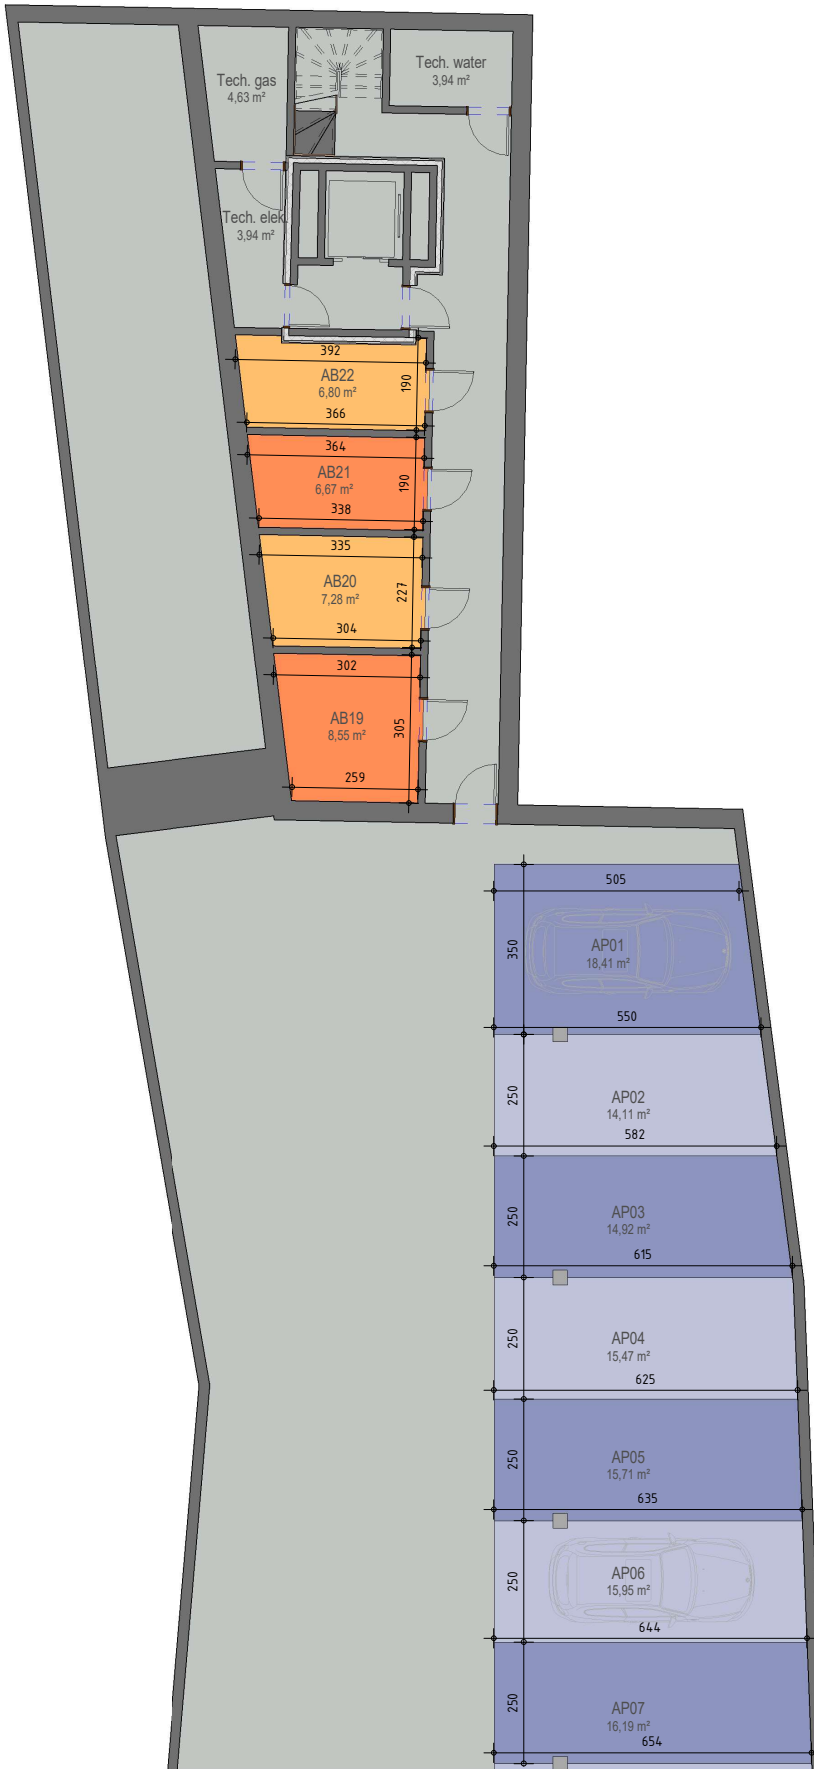 Tech. gas
4,63 m²
Tech. water
3,94 m²
Tech. elek.
3,94 m²
392
AB22
6,80 m²
190
366
364
AB21
6,67 m²
190
338
335
AB20
7,28 m²
227
304
302
AB19
8,55 m²
305
259
505
AP01
18,41 m²
350
550
AP02
14,11 m²
250
582
AP03
14,92 m²
250
615
AP04
15,47 m²
250
625
AP05
15,71 m²
250
635
AP06
15,95 m²
250
644
AP07
16,19 m²
250
654